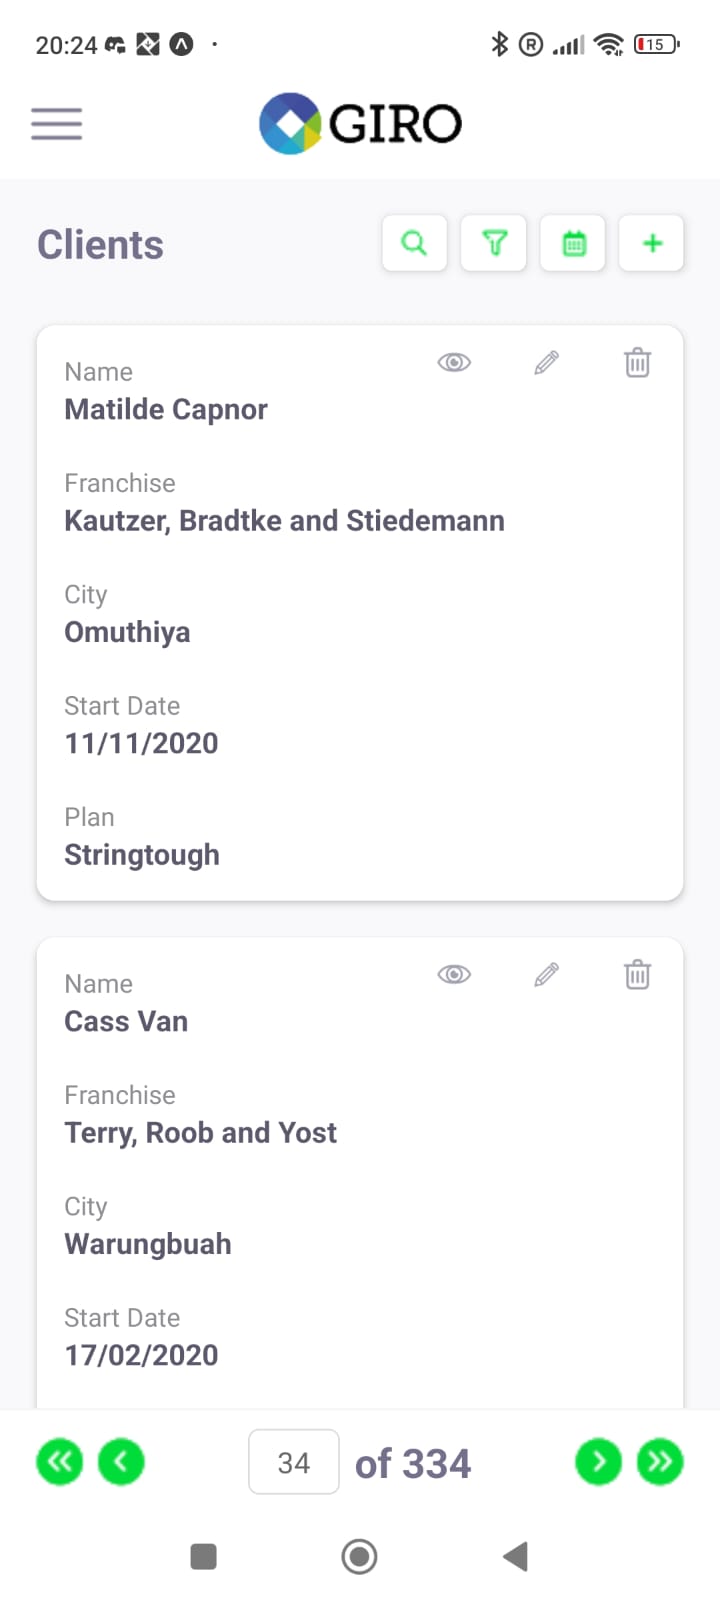 20:24
15
GIRO
Clients
Name
Matilde Capnor
Franchise
Kautzer, Bradtke and Stiedemann
City
Omuthiya
Start Date
11/11/2020
Plan
Stringtough
Name
Cass Van
Franchise
Terry, Roob and Yost
City
Warungbuah
Start Date
17/02/2020
34 of 334